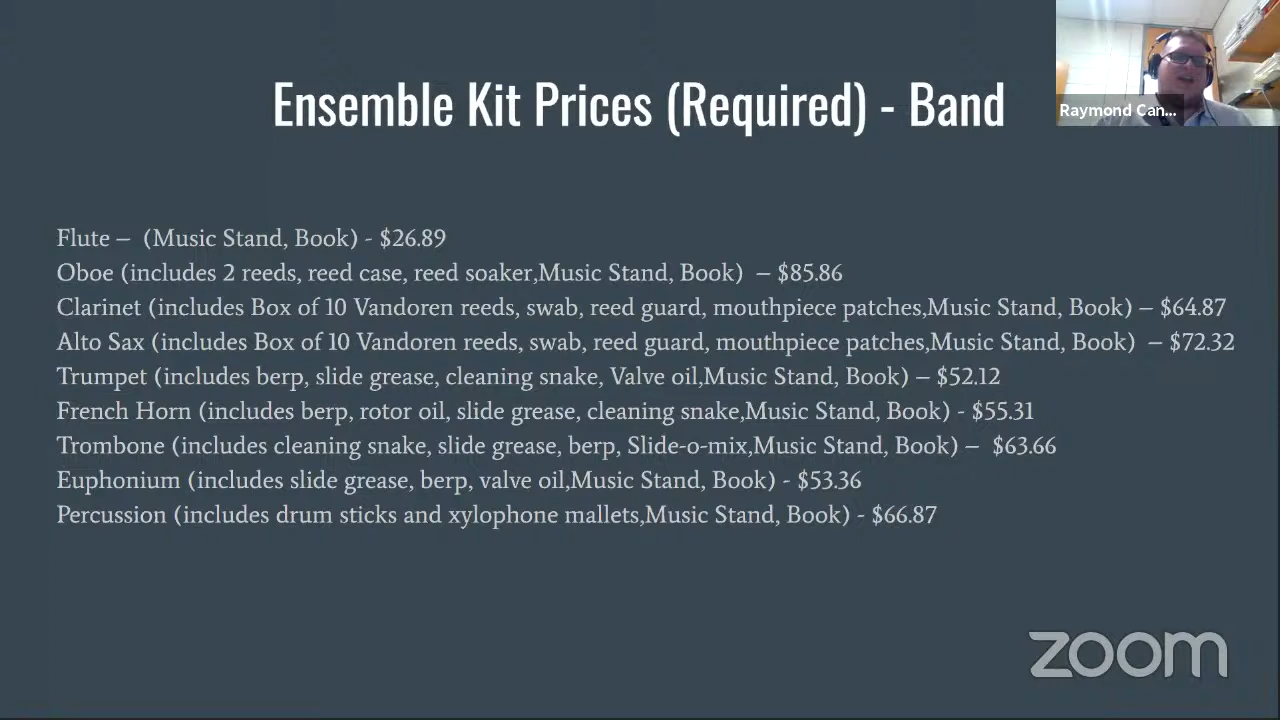 Ensemble Kit Prices (Required) - Band
Raymond Can...
Flute – (Music Stand, Book) - $26.89
Oboe (includes 2 reeds, reed case, reed soaker,Music Stand, Book) – $85.86
Clarinet (includes Box of 10 Vandoren reeds, swab, reed guard, mouthpiece patches,Music Stand, Book) – $64.87
Alto Sax (includes Box of 10 Vandoren reeds, swab, reed guard, mouthpiece patches,Music Stand, Book) – $72.32
Trumpet (includes berp, slide grease, cleaning snake, Valve oil,Music Stand, Book) – $52.12
French Horn (includes berp, rotor oil, slide grease, cleaning snake,Music Stand, Book) - $55.31
Trombone (includes cleaning snake, slide grease, berp, Slide-o-mix,Music Stand, Book) – $63.66
Euphonium (includes slide grease, berp, valve oil,Music Stand, Book) - $53.36
Percussion (includes drum sticks and xylophone mallets,Music Stand, Book) - $66.87
zoom